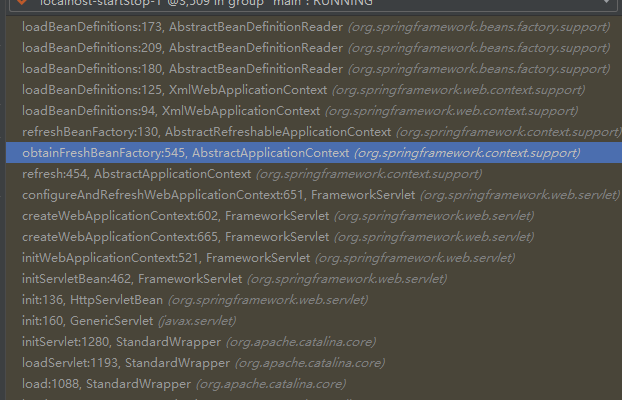 "localhost-startStop-1"@3,509 in group "main": RUNNING
loadBeanDefinitions:173, AbstractBeanDefinitionReader (org.springframework.beans.factory.support)
loadBeanDefinitions:209, AbstractBeanDefinitionReader (org.springframework.beans.factory.support)
loadBeanDefinitions:180, AbstractBeanDefinitionReader (org.springframework.beans.factory.support)
loadBeanDefinitions:125, XmlWebApplicationContext (org.springframework.web.context.support)
loadBeanDefinitions:94, XmlWebApplicationContext (org.springframework.web.context.support)
refreshBeanFactory:130, AbstractRefreshableApplicationContext (org.springframework.context.support)
obtainFreshBeanFactory:545, AbstractApplicationContext (org.springframework.context.support)
refresh:454, AbstractApplicationContext (org.springframework.context.support)
configureAndRefreshWebApplicationContext:651, FrameworkServlet (org.springframework.web.servlet)
createWebApplicationContext:602, FrameworkServlet (org.springframework.web.servlet)
createWebApplicationContext:665, FrameworkServlet (org.springframework.web.servlet)
initWebApplicationContext:521, FrameworkServlet (org.springframework.web.servlet)
initServletBean:462, FrameworkServlet (org.springframework.web.servlet)
init:136, HttpServletBean (org.springframework.web.servlet)
init:160, GenericServlet (javax.servlet)
initServlet:1280, StandardWrapper (org.apache.catalina.core)
loadServlet:1193, StandardWrapper (org.apache.catalina.core)
load:1088, StandardWrapper (org.apache.catalina.core)